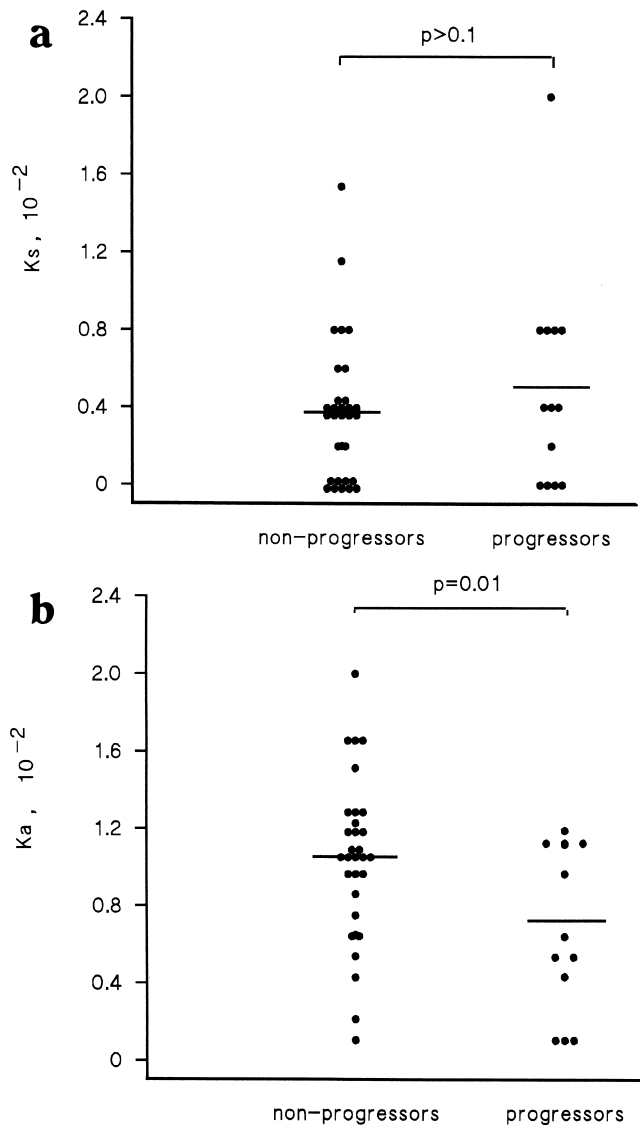 a
2.4
p>0.1
2.0
1.6
Ks, 10⁻²
1.2
0.8
0.4
0
non-progressors progressors
b
2.4
p=0.01
2.0
1.6
Ka, 10⁻²
1.2
0.8
0.4
0
non-progressors progressors